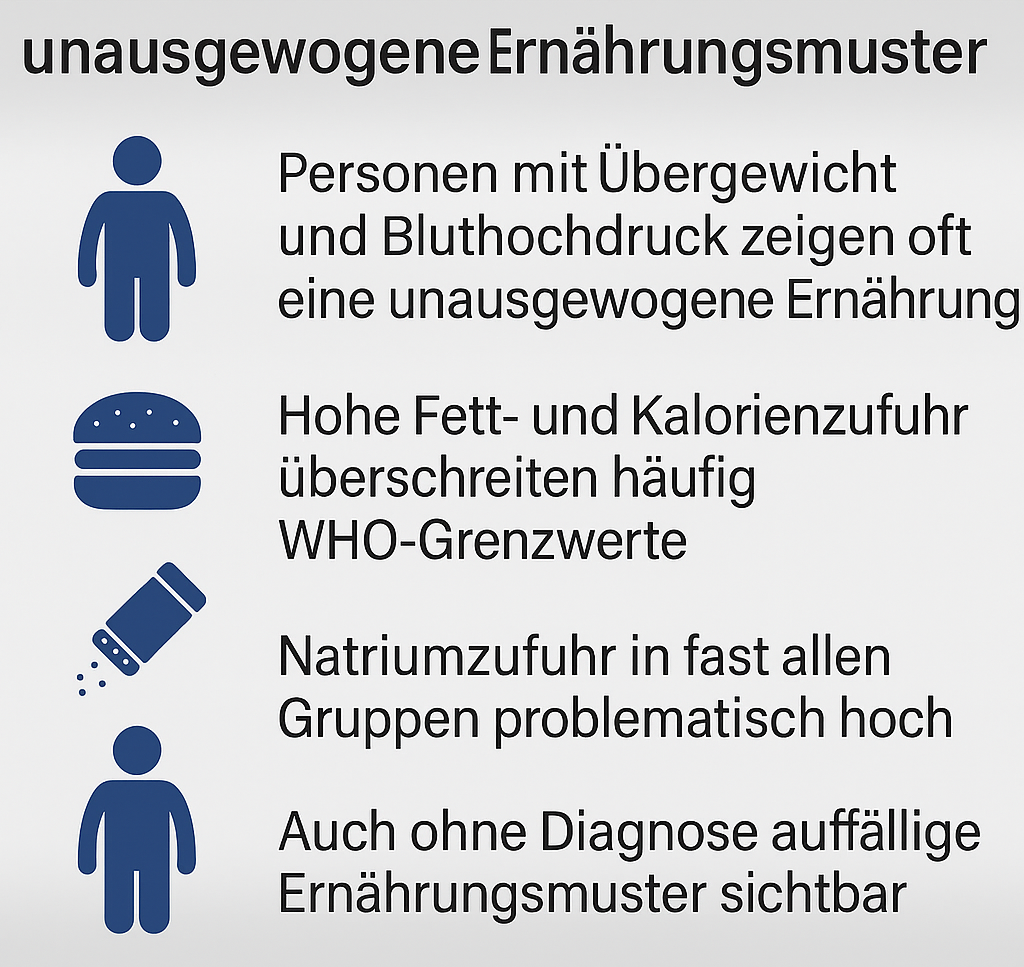 unausgewogene Ernährungsmuster
Personen mit Übergewicht
und Bluthochdruck zeigen oft
eine unausgewogene Ernährung
Hohe Fett- und Kalorienzufuhr
überschreiten häufig
WHO-Grenzwerte
Natriumzufuhr in fast allen
Gruppen problematisch hoch
Auch ohne Diagnose auffällige
Ernährungsmuster sichtbar